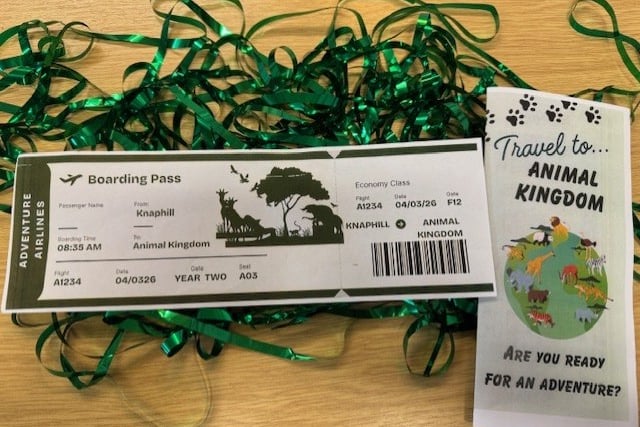 ADVENTURE
AIRLINES
Boarding Pass
Passenger Name
From:
Knaphill
Boarding Time
08:35 AM
To:
Animal Kingdom
Flight
A1234
Date
04/0326
Gate
YEAR TWO
Seat
A03
Economy Class
Flight
A1234
Date
04/03/26
Gate
F12
KNAPHILL
ANIMAL
KINGDOM
Travel to...
ANIMAL
KINGDOM
ARE YOU READY
FOR AN ADVENTURE?